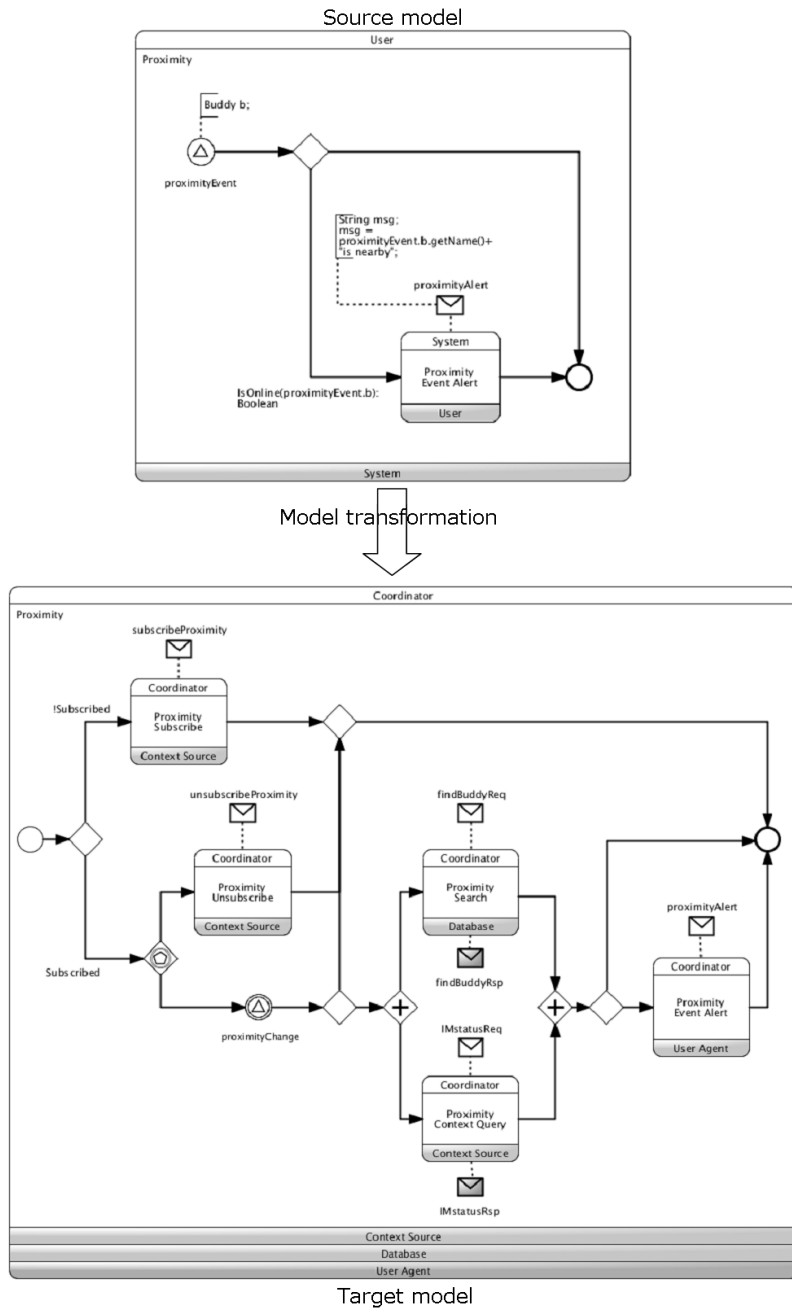 Source model
User
Proximity
Buddy b;
proximityEvent
String msg;
msg =
proximityEvent.b.getName()+
"is nearby";
proximityAlert
System
Proximity
Event Alert
User
IsOnline(proximityEvent.b):
Boolean
System
Model transformation
Coordinator
Proximity
subscribeProximity
Coordinator
Proximity
Subscribe
Context Source
!Subscribed
unsubscribeProximity
Coordinator
Proximity
Unsubscribe
Context Source
Subscribed
proximityChange
findBuddyReq
Coordinator
Proximity
Search
Database
findBuddyRsp
IMstatusReq
Coordinator
Proximity
Context Query
Context Source
IMstatusRsp
proximityAlert
Coordinator
Proximity
Event Alert
User Agent
Context Source
Database
User Agent
Target model